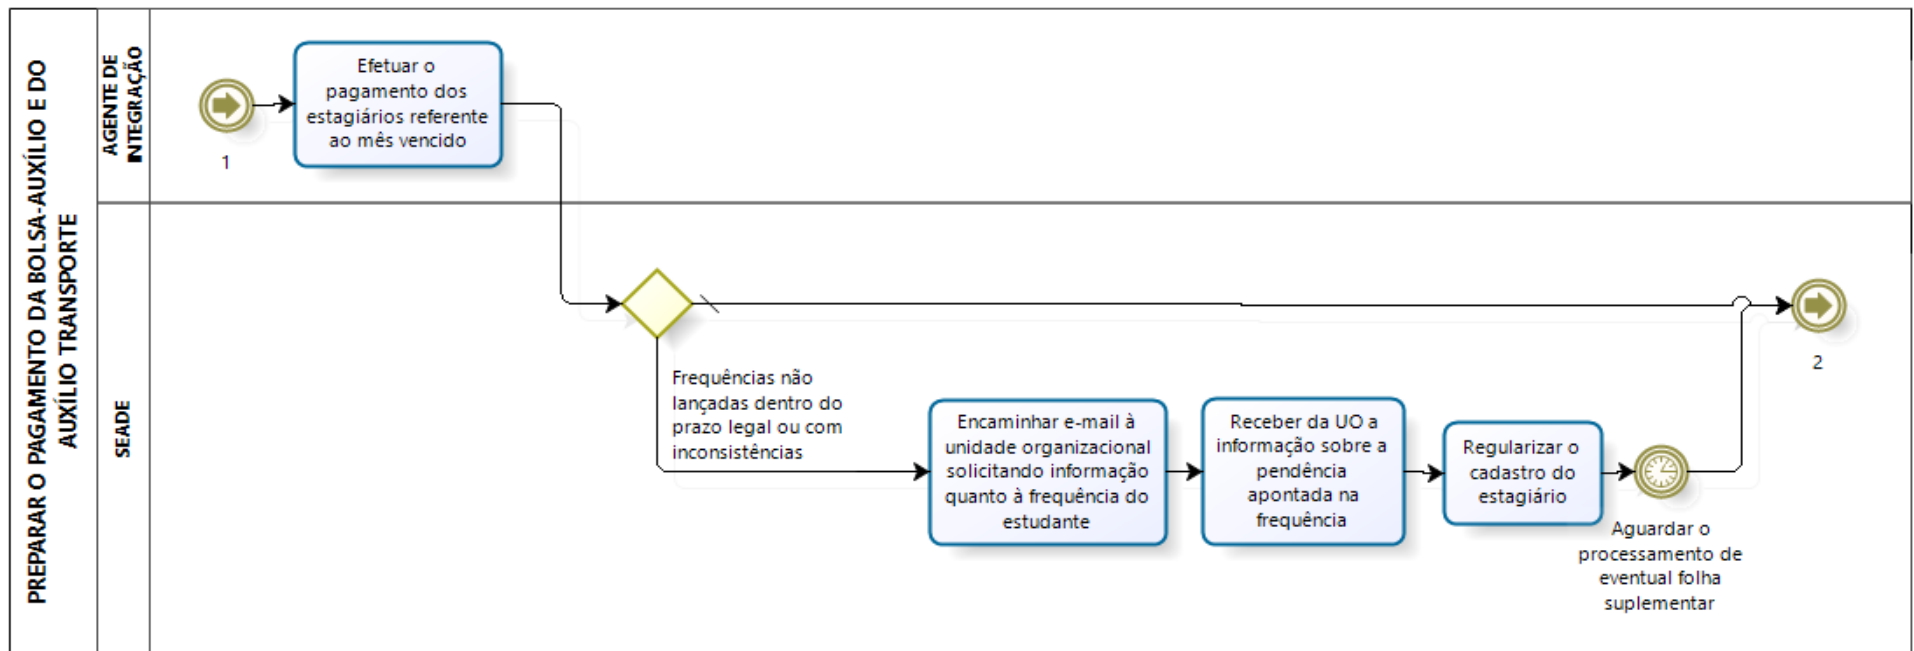 PREPARAR O PAGAMENTO DA BOLSA-AUXÍLIO E DO
AUXÍLIO TRANSPORTE
AGENTE DE
INTEGRAÇÃO
1
Efetuar o
pagamento dos
estagiários referente
ao mês vencido
SEADE
Frequências não
lançadas dentro do
prazo legal ou com
inconsistências
Encaminhar e-mail à
unidade organizacional
solicitando informação
quanto à frequência do
estudante
Receber da UO a
informação sobre a
pendência
apontada na
frequência
Regularizar o
cadastro do
estagiário
Aguardar o
processamento de
eventual folha
suplementar
2